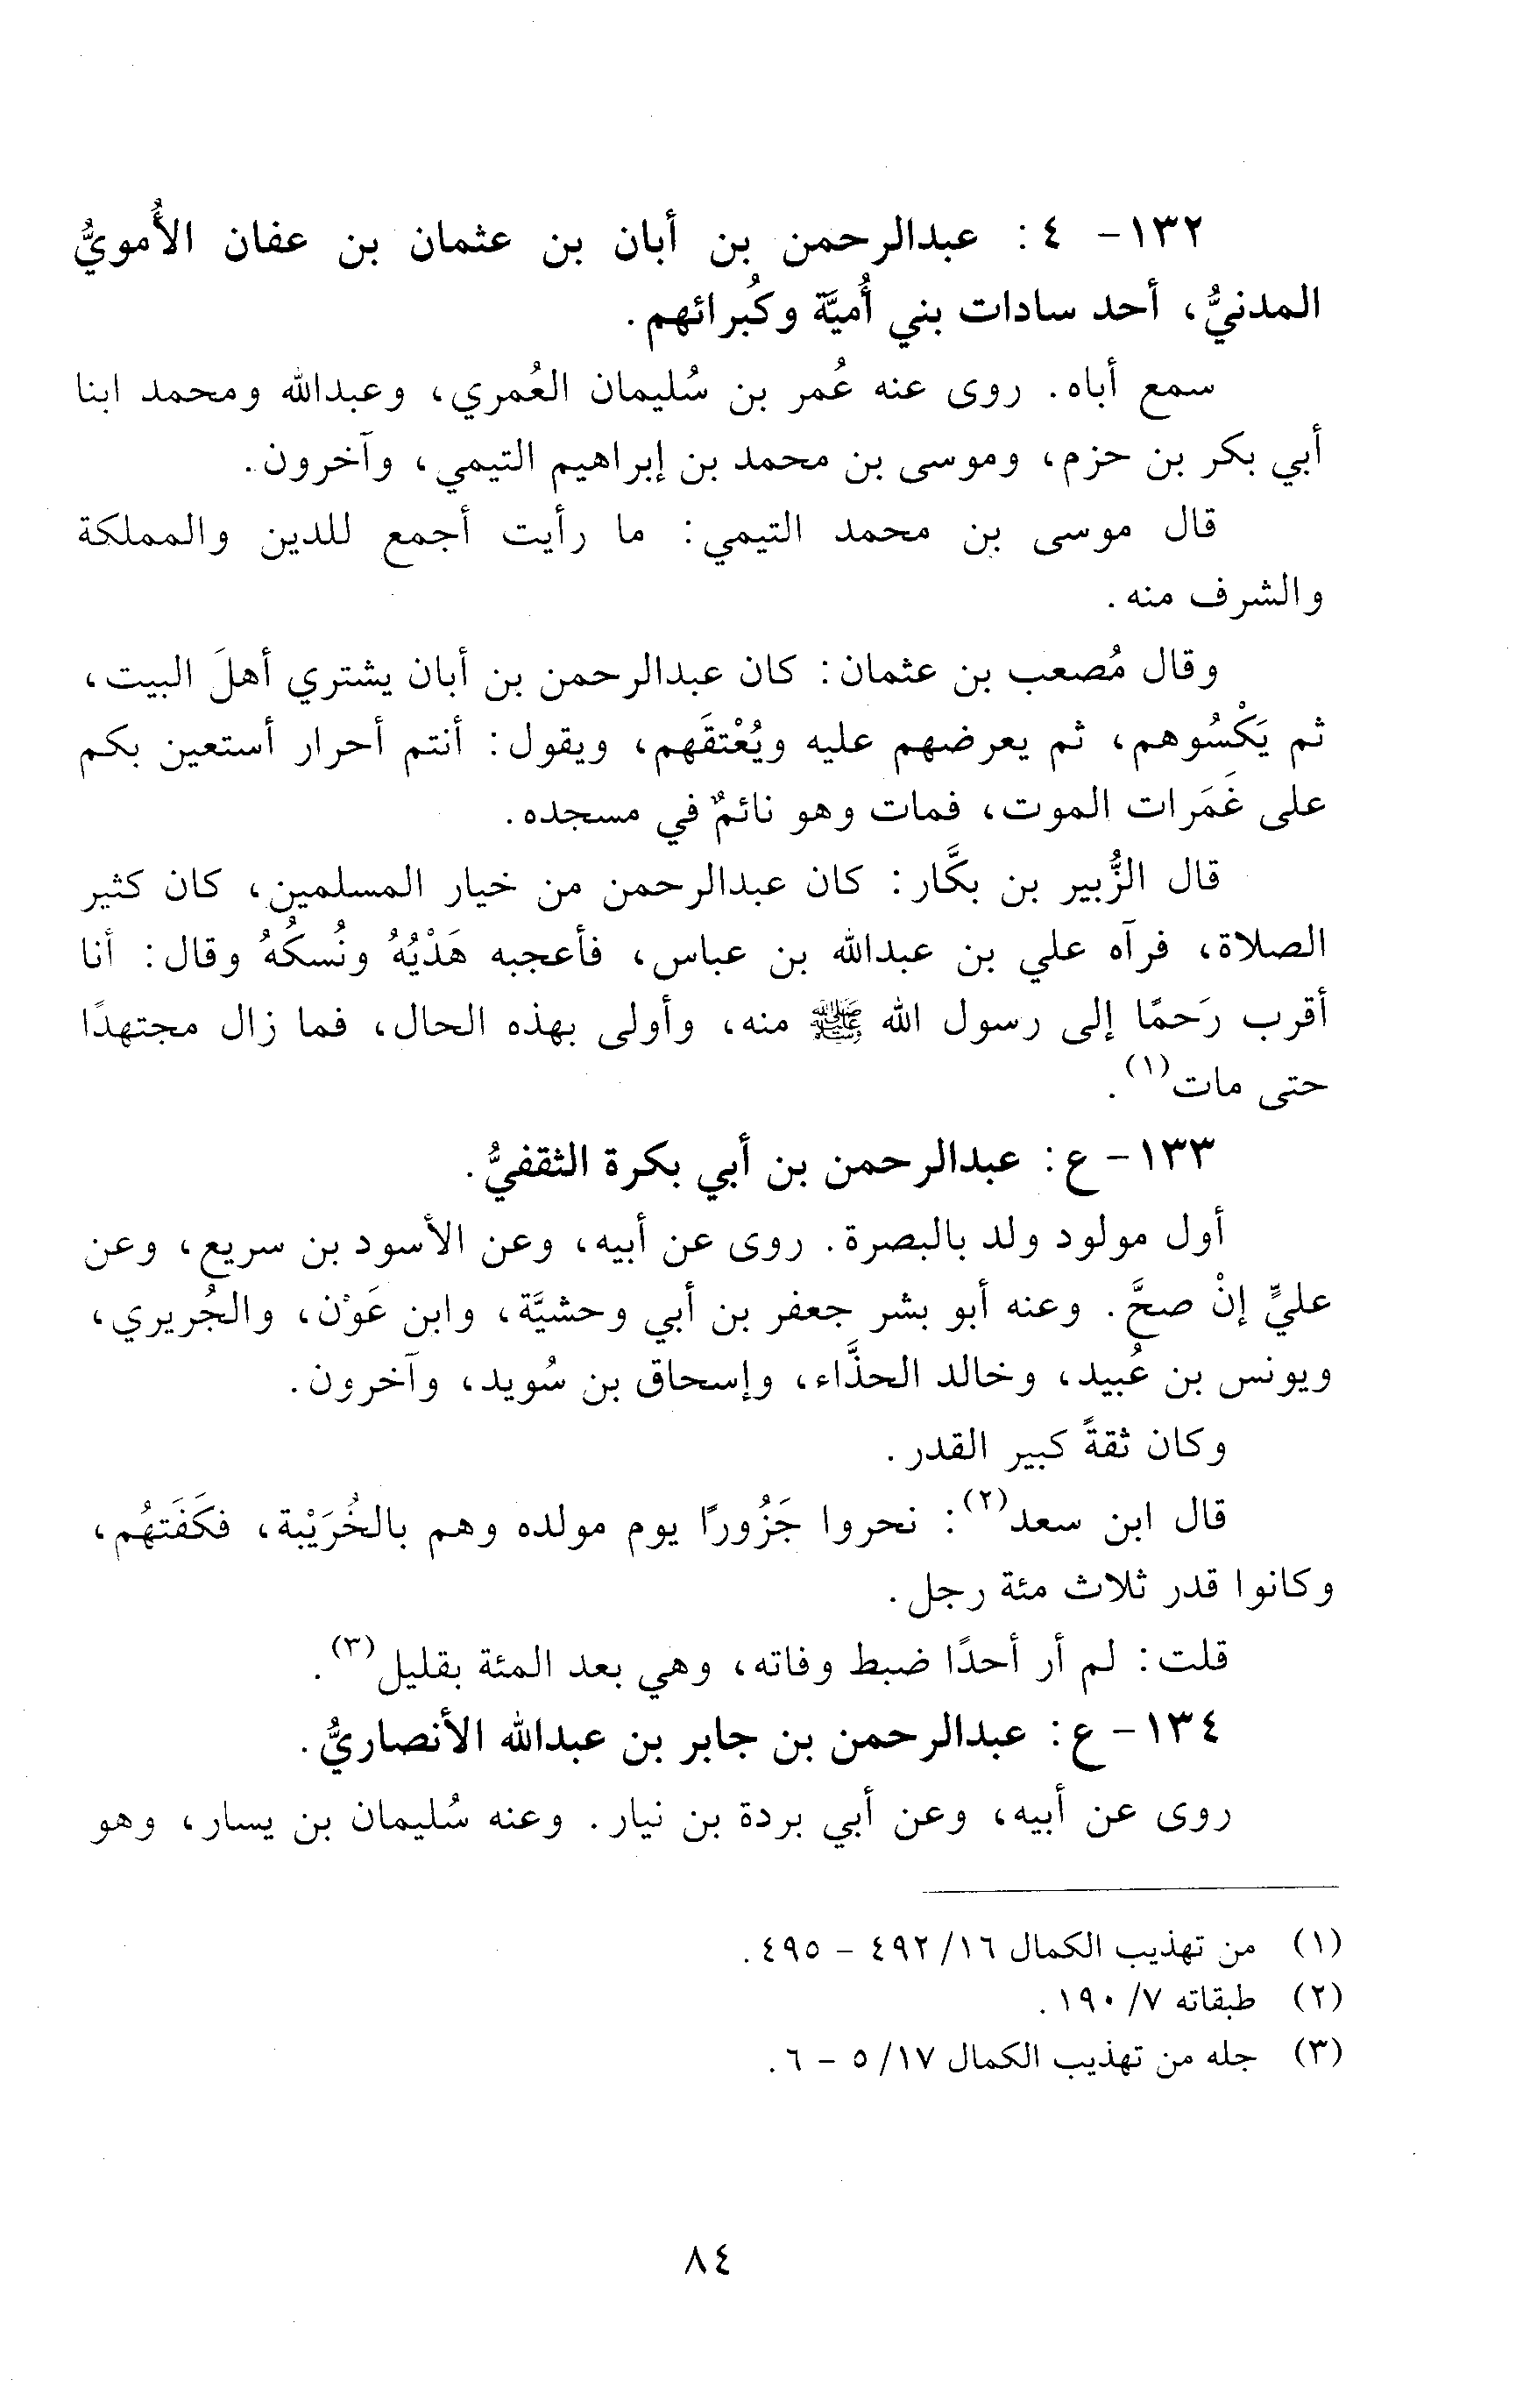 ١٣٢- ٤: عبدالرحمن بن أبان بن عثمان بن عفان الأُمويُّ
المدنيُّ، أحد سادات بني أُميَّة وكُبرائهم.
سمع أباه. روى عنه عُمر بن سُليمان العُمري، وعبدالله ومحمد ابنا
أبي بكر بن حزم، وموسى بن محمد بن إبراهيم التيمي، وآخرون.
قال موسى بن محمد التيمي: ما رأيت أجمع للدين والمملكة
والشرف منه.
وقال مُصعب بن عثمان: كان عبدالرحمن بن أبان يشتري أهلَ البيت،
ثم يَكْسُوهم، ثم يعرضهم عليه ويُعْتقَهم، ويقول: أنتم أحرار أستعين بكم
على غَمَرات الموت، فمات وهو نائمٌ في مسجده.
قال الزُّبير بن بكَّار: كان عبدالرحمن من خيار المسلمين، كان كثير
الصلاة، فرآه علي بن عبدالله بن عباس، فأعجبه هَدْيُهُ ونُسكُهُ وقال: أنا
أقرب رَحمًا إلى رسول الله ﷺ منه، وأولى بهذه الحال، فما زال مجتهدًا
حتى مات(١).
١٣٣- ع: عبدالرحمن بن أبي بكرة الثقفيُّ.
أول مولود ولد بالبصرة. روى عن أبيه، وعن الأسود بن سريع، وعن
عليٍّ إنْ صحَّ. وعنه أبو بشر جعفر بن أبي وحشيَّة، وابن عَوْن، والجُريري،
ويونس بن عُبيد، وخالد الحذَّاء، وإسحاق بن سُويد، وآخرون.
وكان ثقةً كبير القدر.
قال ابن سعد(٢): نحروا جَزُورًا يوم مولده وهم بالخُرَيْبة، فكَفَتهُم،
وكانوا قدر ثلاث مئة رجل.
قلت: لم أر أحدًا ضبط وفاته، وهي بعد المئة بقليل(٣).
١٣٤- ع: عبدالرحمن بن جابر بن عبدالله الأنصاريُّ.
روى عن أبيه، وعن أبي بردة بن نيار. وعنه سُليمان بن يسار، وهو
(١) من تهذيب الكمال ١٦/ ٤٩٢ - ٤٩٥.
(٢) طبقاته ٧/ ١٩٠.
(٣) جله من تهذيب الكمال ١٧/ ٥ - ٦.
٨٤